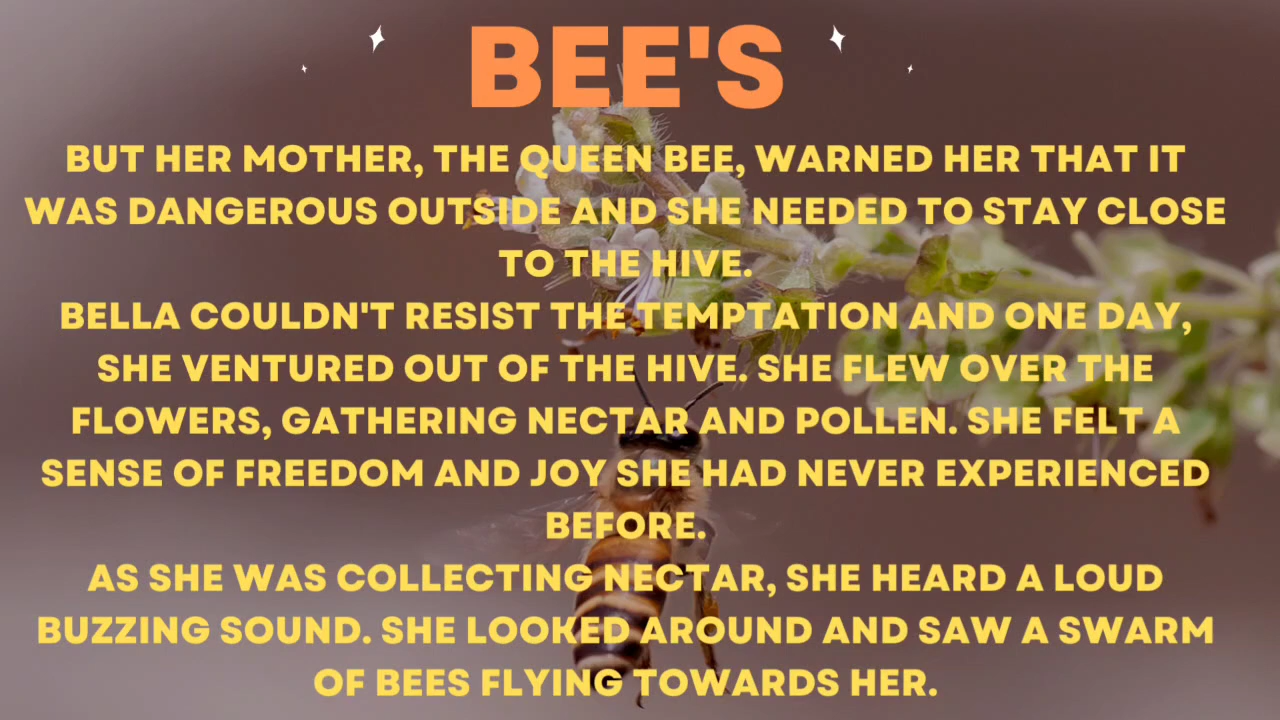 BEE'S
BUT HER MOTHER, THE QUEEN BEE, WARNED HER THAT IT
WAS DANGEROUS OUTSIDE AND SHE NEEDED TO STAY CLOSE
TO THE HIVE.
BELLA COULDN'T RESIST THE TEMPTATION AND ONE DAY,
SHE VENTURED OUT OF THE HIVE. SHE FLEW OVER THE
FLOWERS, GATHERING NECTAR AND POLLEN. SHE FELT A
SENSE OF FREEDOM AND JOY SHE HAD NEVER EXPERIENCED
BEFORE.
AS SHE WAS COLLECTING NECTAR, SHE HEARD A LOUD
BUZZING SOUND. SHE LOOKED AROUND AND SAW A SWARM
OF BEES FLYING TOWARDS HER.